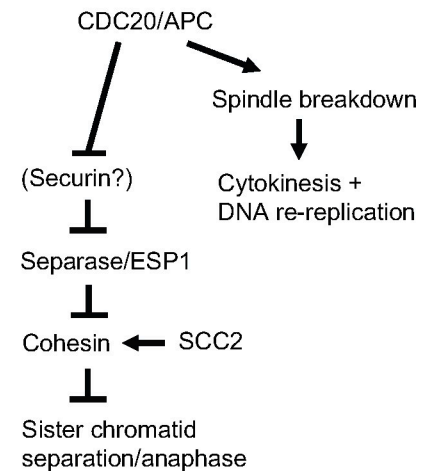 CDC20/APC
Spindle breakdown
(Securin?)
Cytokinesis +
DNA re-replication
Separase/ESP1
Cohesin
SCC2
Sister chromatid
separation/anaphase